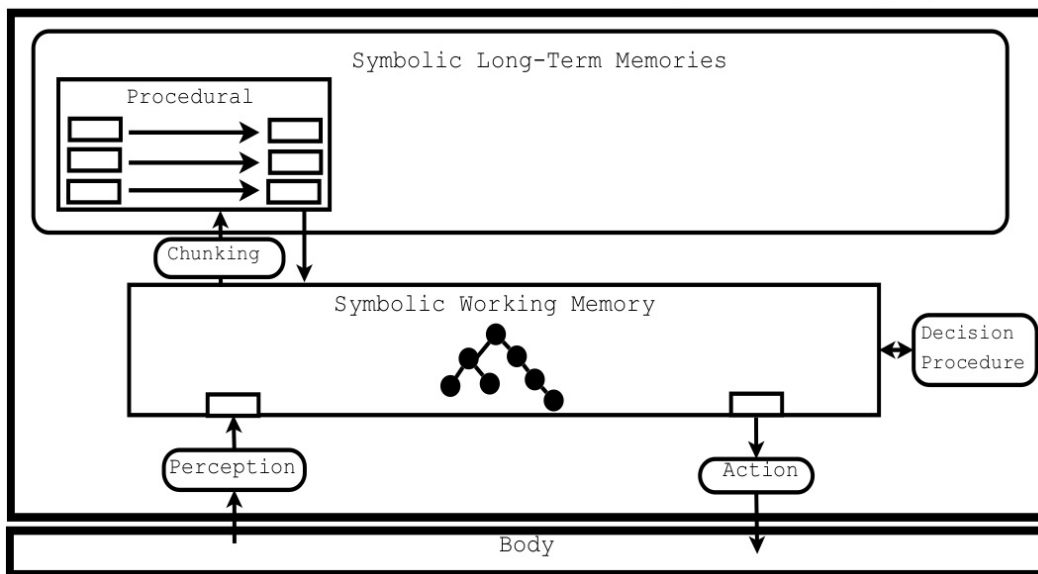 Symbolic Long-Term Memories
Procedural
Chunking
Symbolic Working Memory
Decision
Procedure
Perception
Action
Body